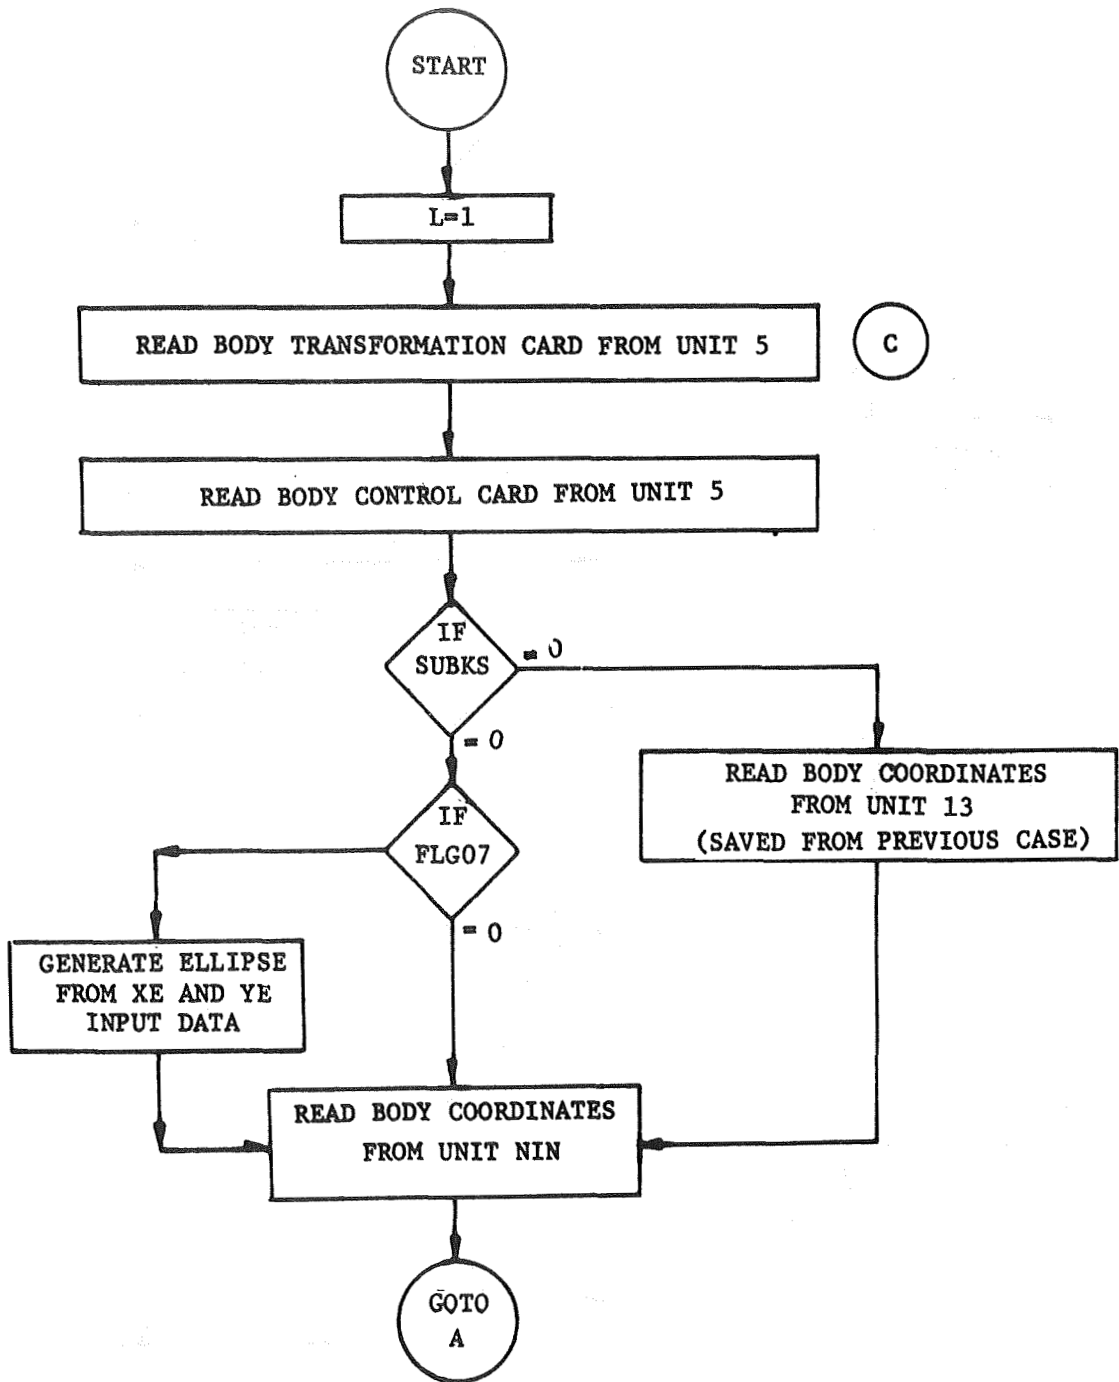 START
L=1
READ BODY TRANSFORMATION CARD FROM UNIT 5
C
READ BODY CONTROL CARD FROM UNIT 5
IF
SUBKS
= 0
= 0
READ BODY COORDINATES
FROM UNIT 13
(SAVED FROM PREVIOUS CASE)
IF
FLG07
= 0
GENERATE ELLIPSE
FROM XE AND YE
INPUT DATA
READ BODY COORDINATES
FROM UNIT NIN
GOTO
A